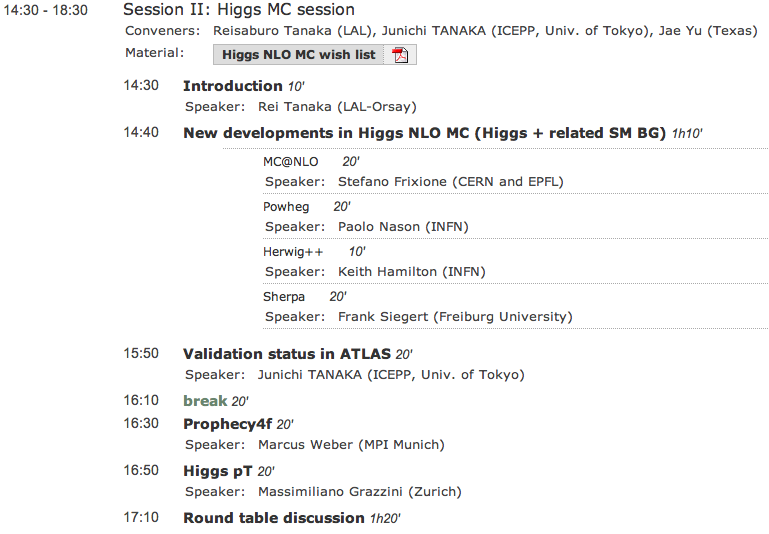 14:30 - 18:30 Session II: Higgs MC session
Conveners: Reisaburo Tanaka (LAL), Junichi TANAKA (ICEPP, Univ. of Tokyo), Jae Yu (Texas)
Material: Higgs NLO MC wish list
14:30 Introduction 10'
Speaker: Rei Tanaka (LAL-Orsay)
14:40 New developments in Higgs NLO MC (Higgs + related SM BG) 1h10'
MC@NLO 20'
Speaker: Stefano Frixione (CERN and EPFL)
Powheg 20'
Speaker: Paolo Nason (INFN)
Herwig++ 10'
Speaker: Keith Hamilton (INFN)
Sherpa 20'
Speaker: Frank Siegert (Freiburg University)
15:50 Validation status in ATLAS 20'
Speaker: Junichi TANAKA (ICEPP, Univ. of Tokyo)
16:10 break 20'
16:30 Prophecy4f 20'
Speaker: Marcus Weber (MPI Munich)
16:50 Higgs pT 20'
Speaker: Massimiliano Grazzini (Zurich)
17:10 Round table discussion 1h20'